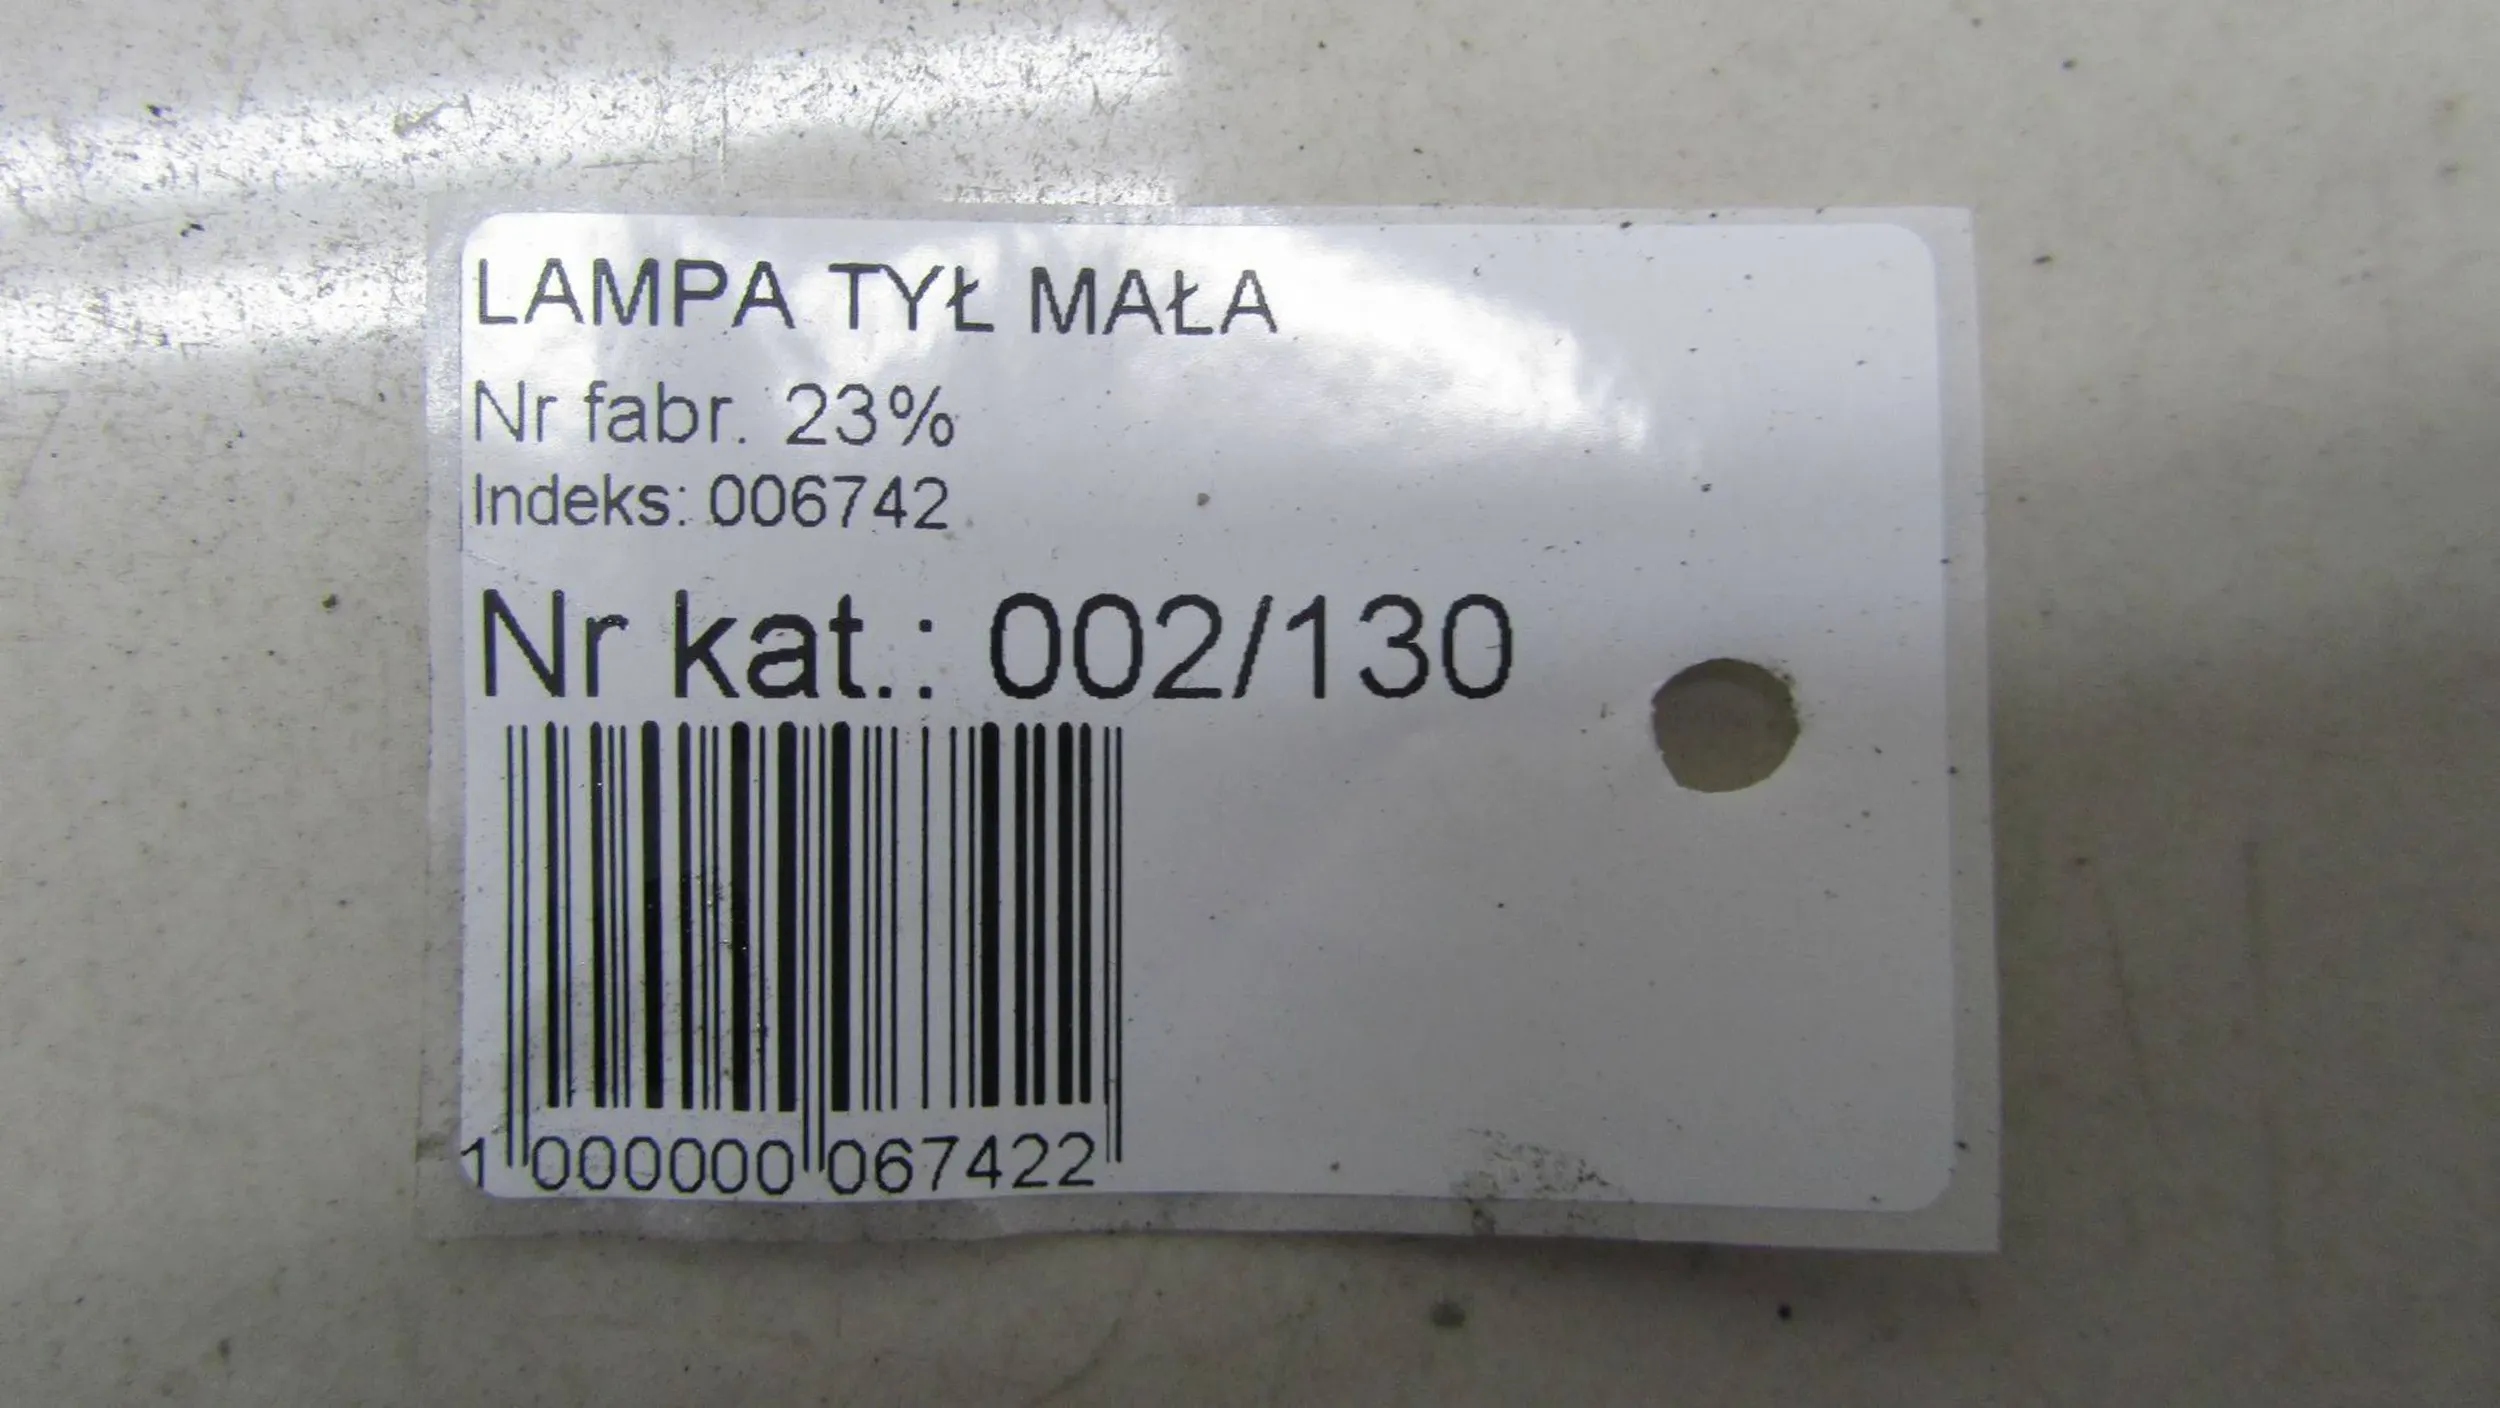 LAMPA TYŁ MAŁA
Nr fabr. 23%
Indeks: 006742
Nr kat.: 002/130
1 000000 067422